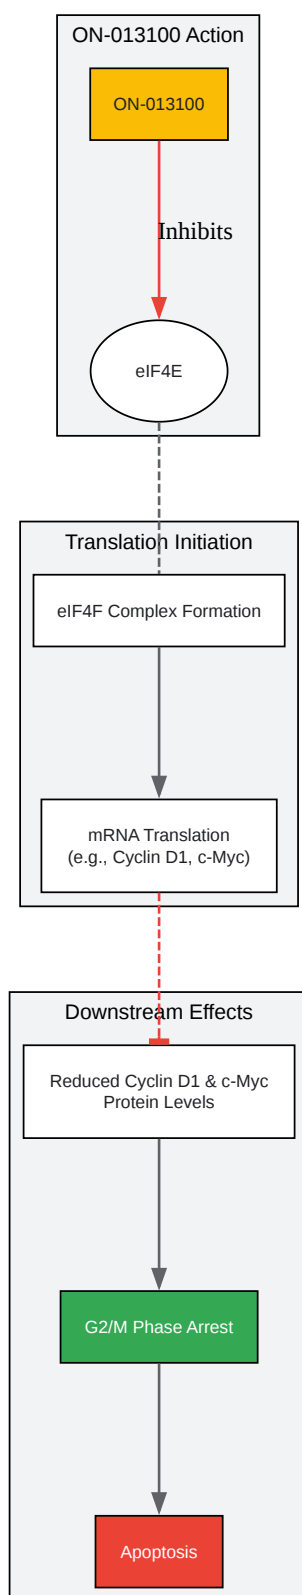 ON-013100 Action
ON-013100
Inhibits
eIF4E
Translation Initiation
eIF4F Complex Formation
mRNA Translation
(e.g., Cyclin D1, c-Myc)
Downstream Effects
Reduced Cyclin D1 & c-Myc
Protein Levels
G2/M Phase Arrest
Apoptosis